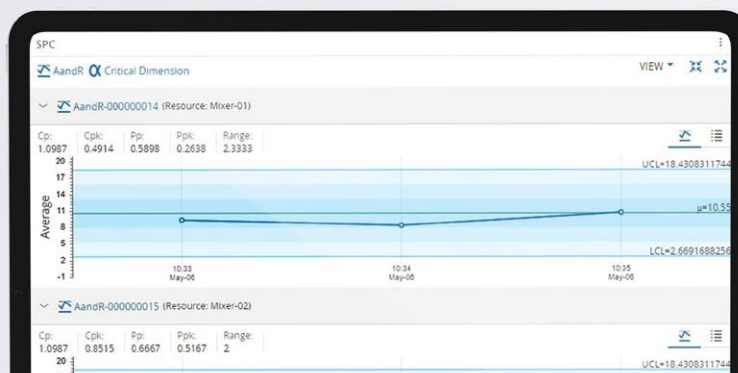 SPC
AandR α Critical Dimension VIEW
AandR-000000014 (Resource: Mixer-01)
Cp: Cpk: Pp: Ppk: Range:
1.0987 0.4914 0.5898 0.2638 2.3333
20 UCL=18.4308311744
17
14
Average
11 μ=10.55
8
5 LCL=2.6691688256
2
-1
10:33 10:34 10:35
May-06 May-06 May-06
AandR-000000015 (Resource: Mixer-02)
Cp: Cpk: Pp: Ppk: Range:
1.0987 0.8515 0.6667 0.5167 2
20 UCL=18.4308311744